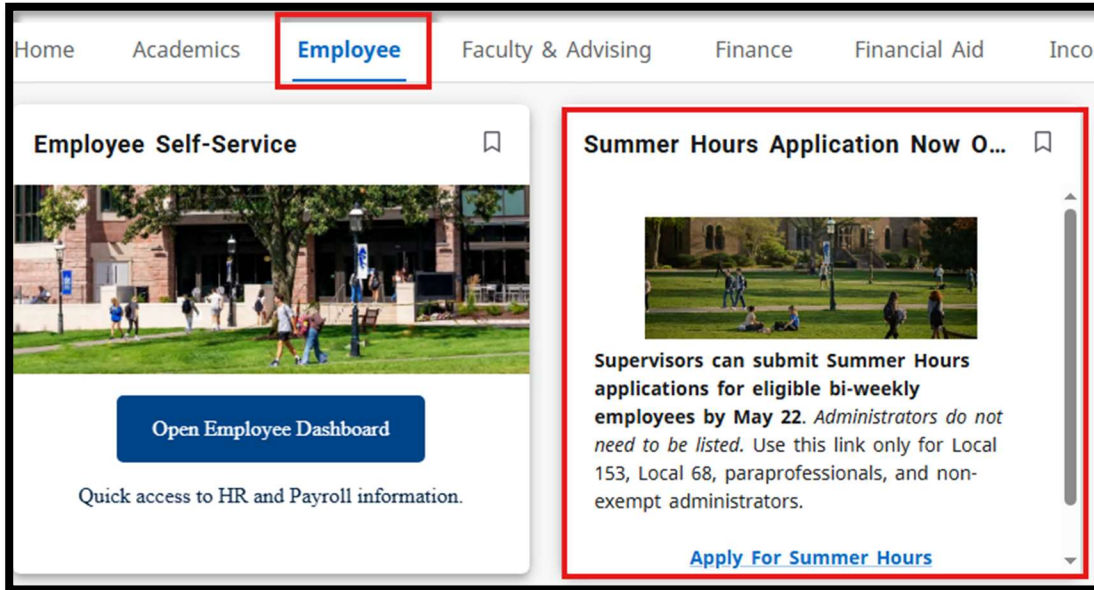 Home Academics Employee Faculty & Advising Finance Financial Aid Inco
Employee Self-Service
Open Employee Dashboard
Quick access to HR and Payroll information.
Summer Hours Application Now O...
Supervisors can submit Summer Hours
applications for eligible bi-weekly
employees by May 22. Administrators do not
need to be listed. Use this link only for Local
153, Local 68, paraprofessionals, and non-
exempt administrators.
Apply For Summer Hours